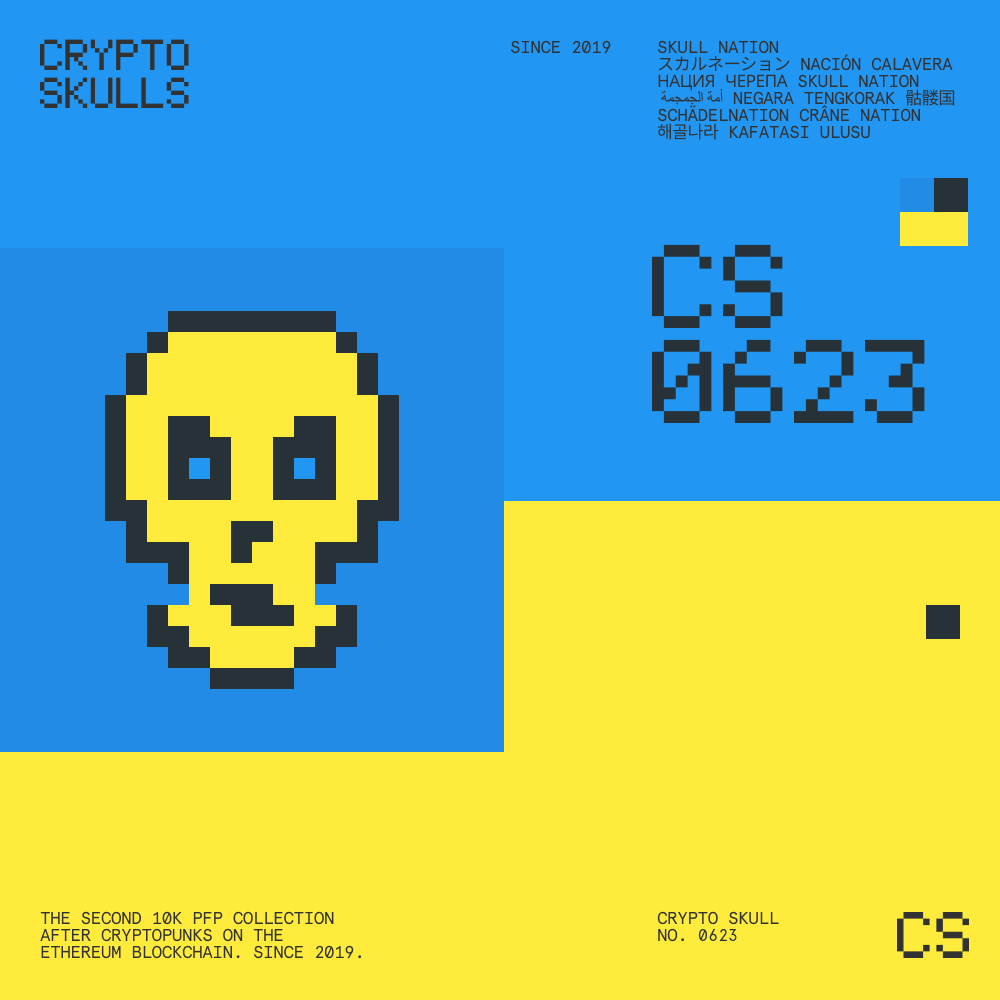 CRYPTO
SKULLS
SINCE 2019
SKULL NATION
スカルネーション NACIÓN CALAVERA
НАЦИЯ ЧЕРЕПА SKULL NATION
أمة الجمجمة NEGARA TENGKORAK 骷髅国
SCHÄDELNATION CRÂNE NATION
해골나라 KAFATASI ULUSU
CS
0623
THE SECOND 10K PFP COLLECTION
AFTER CRYPTOPUNKS ON THE
ETHEREUM BLOCKCHAIN. SINCE 2019.
CRYPTO SKULL
NO. 0623
CS